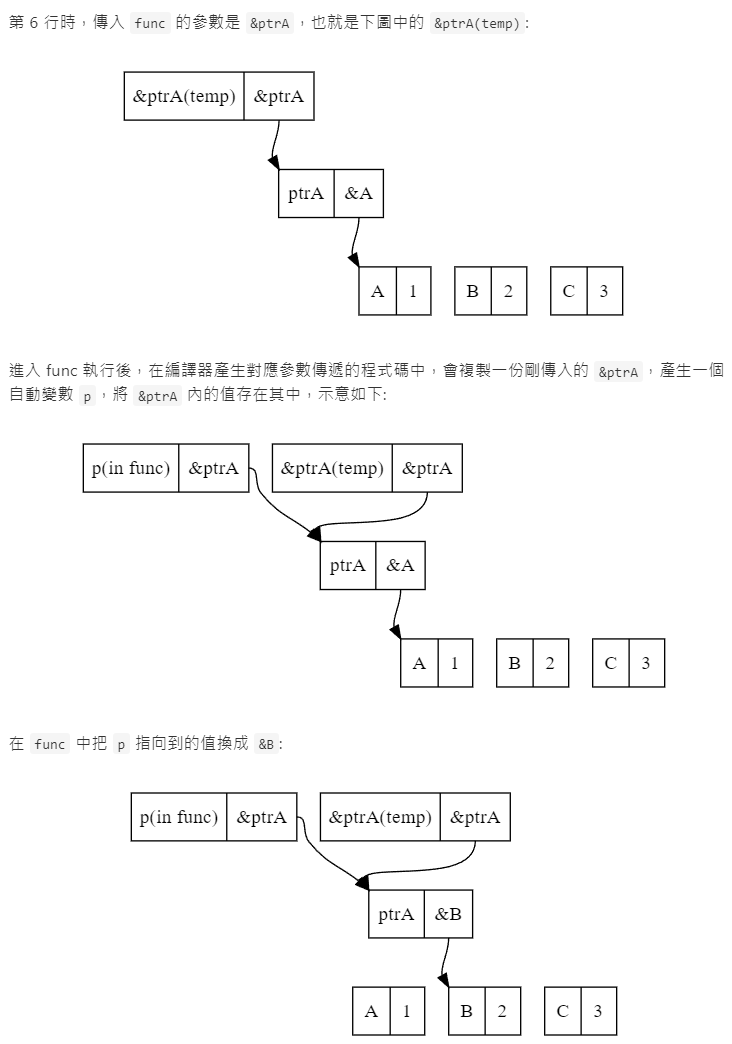 第 6 行時，傳入 func 的參數是 &ptrA ，也就是下圖中的 &ptrA(temp) :
&ptrA(temp) &ptrA
ptrA &A
A 1 B 2 C 3
進入 func 執行後，在編譯器產生對應參數傳遞的程式碼中，會複製一份剛傳入的 &ptrA ，產生一個
自動變數 p ，將 &ptrA 內的值存在其中，示意如下:
p(in func) &ptrA &ptrA(temp) &ptrA
ptrA &A
A 1 B 2 C 3
在 func 中把 p 指向到的值換成 &B :
p(in func) &ptrA &ptrA(temp) &ptrA
ptrA &B
A 1 B 2 C 3